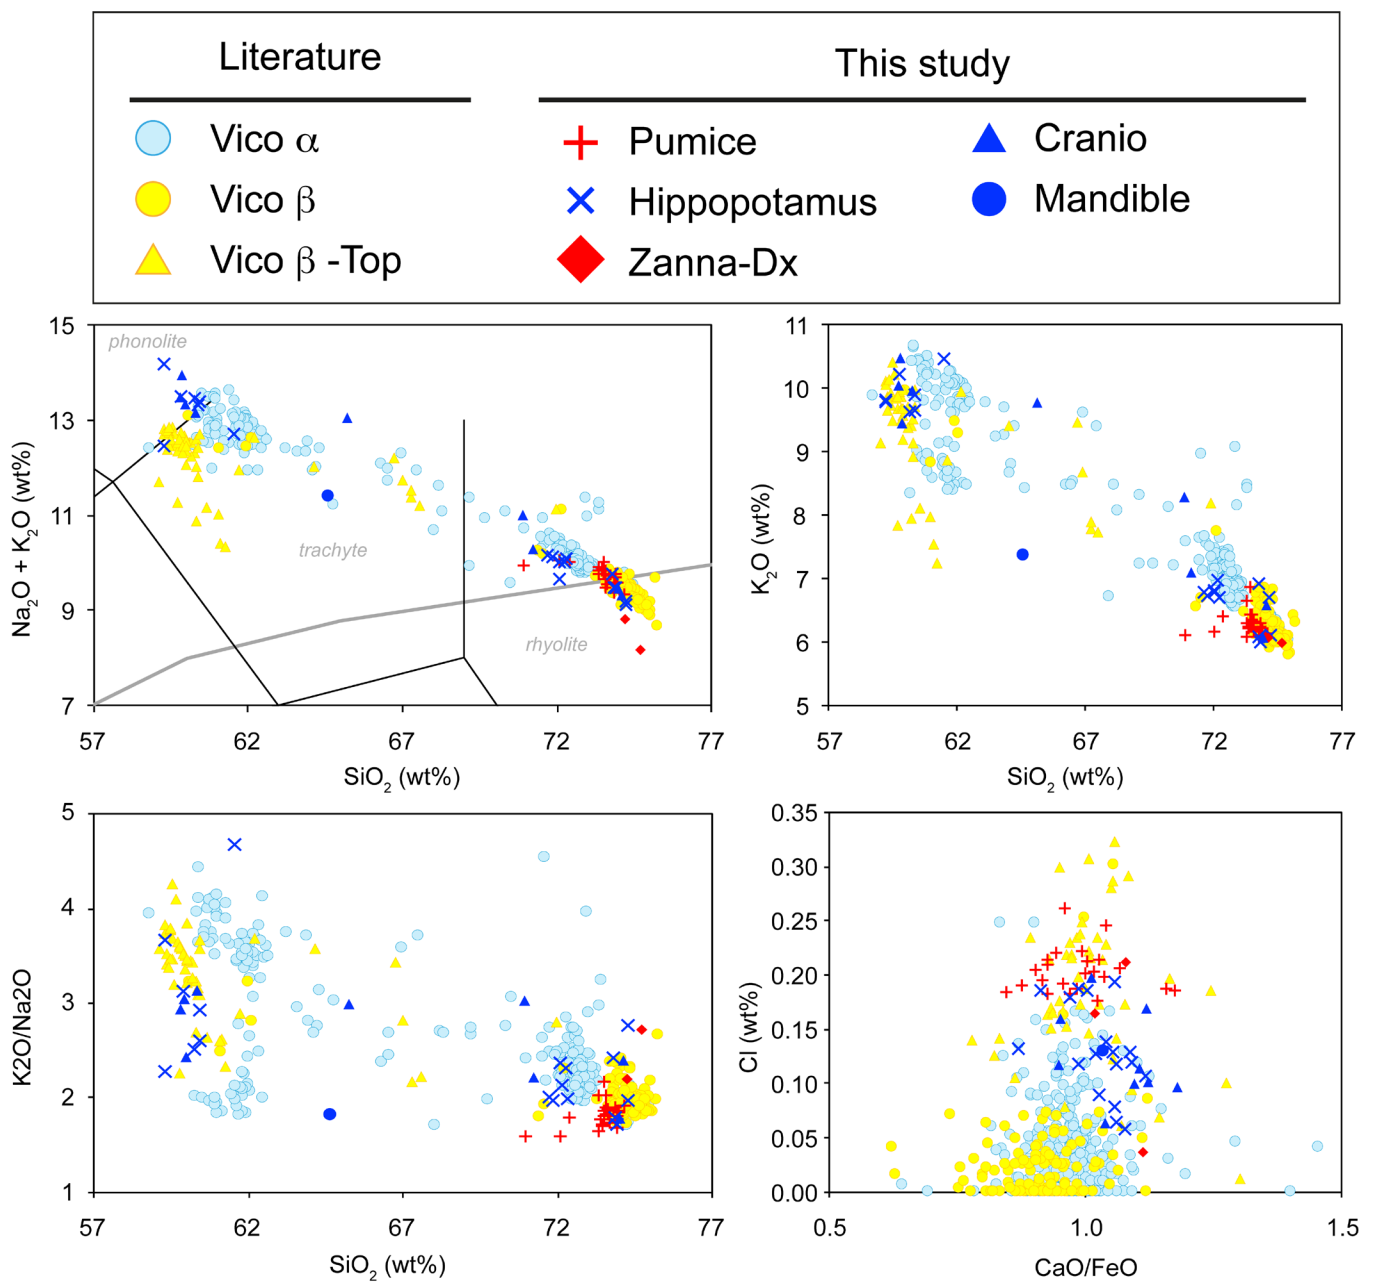 Literature
This study
Vico α
Vico β
Vico β -Top
Pumice
Hippopotamus
Zanna-Dx
Cranio
Mandible
15
13
11
9
7
Na₂O + K₂O (wt%)
phonolite
trachyte
rhyolite
57 62 67 72 77
SiO₂ (wt%)
11
10
9
8
7
6
5
K₂O (wt%)
57 62 67 72 77
SiO₂ (wt%)
5
4
3
2
1
K2O/Na2O
57 62 67 72 77
SiO₂ (wt%)
0.35
0.30
0.25
0.20
0.15
0.10
0.05
0.00
Cl (wt%)
0.5 1.0 1.5
CaO/FeO